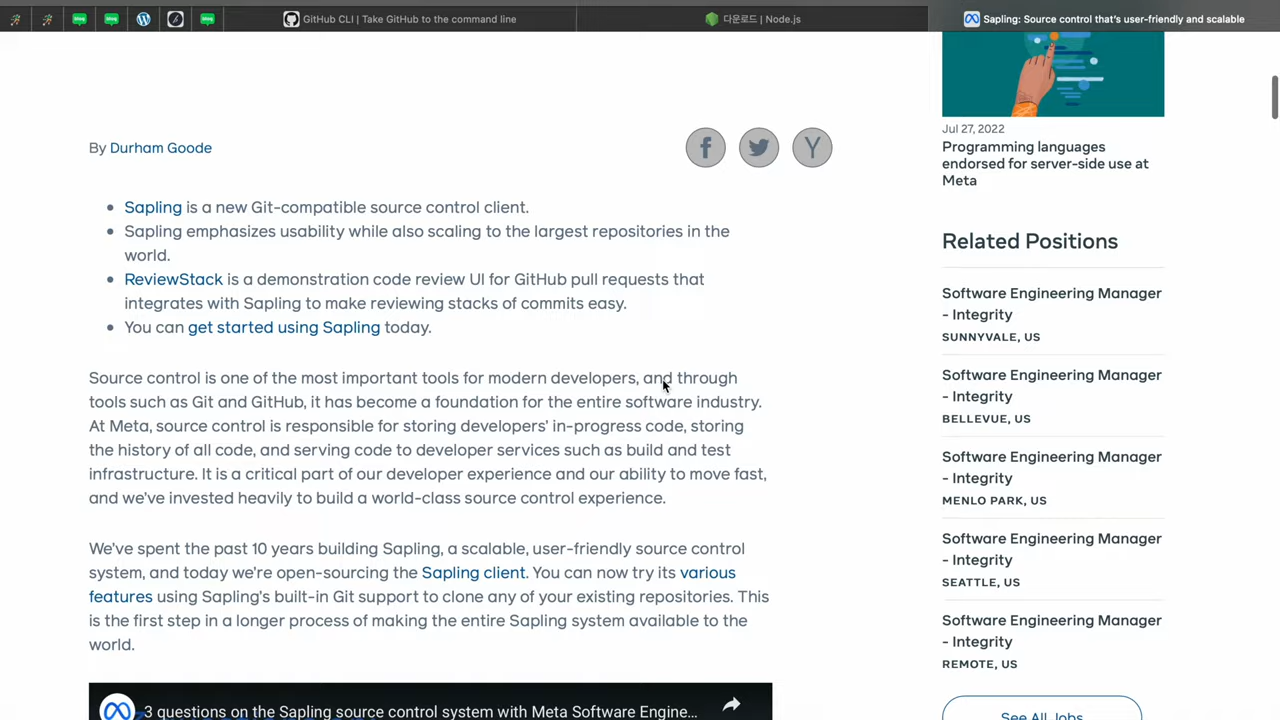 blog
blog
blog
GitHub CLI | Take GitHub to the command line
다운로드 | Node.js
Sapling: Source control that's user-friendly and scalable
By Durham Goode
Sapling is a new Git-compatible source control client.
Sapling emphasizes usability while also scaling to the largest repositories in the
world.
ReviewStack is a demonstration code review UI for GitHub pull requests that
integrates with Sapling to make reviewing stacks of commits easy.
You can get started using Sapling today.
Source control is one of the most important tools for modern developers, and through
tools such as Git and GitHub, it has become a foundation for the entire software industry.
At Meta, source control is responsible for storing developers' in-progress code, storing
the history of all code, and serving code to developer services such as build and test
infrastructure. It is a critical part of our developer experience and our ability to move fast,
and we've invested heavily to build a world-class source control experience.
We've spent the past 10 years building Sapling, a scalable, user-friendly source control
system, and today we're open-sourcing the Sapling client. You can now try its various
features using Sapling's built-in Git support to clone any of your existing repositories. This
is the first step in a longer process of making the entire Sapling system available to the
world.
3 questions on the Sapling source control system with Meta Software Engine...
Jul 27, 2022
Programming languages
endorsed for server-side use at
Meta
Related Positions
Software Engineering Manager
- Integrity
SUNNYVALE, US
Software Engineering Manager
- Integrity
BELLEVUE, US
Software Engineering Manager
- Integrity
MENLO PARK, US
Software Engineering Manager
- Integrity
SEATTLE, US
Software Engineering Manager
- Integrity
REMOTE, US
See All Jobs